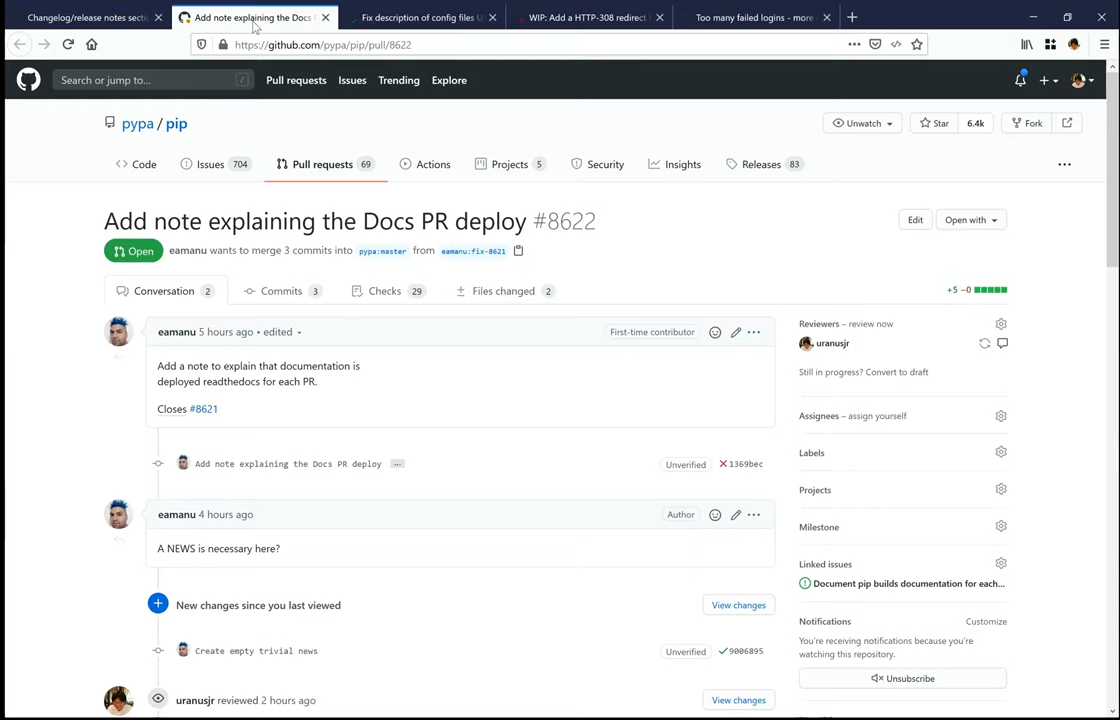 Changelog/release notes secti
Add note explaining the Docs P
Fix description of config files U
WIP: Add a HTTP-308 redirect
Too many failed logins - more
https://github.com/pypa/pip/pull/8622
Search or jump to...
/
Pull requests
Issues
Trending
Explore
pypa / pip
Unwatch
Star
6.4k
Fork
Code
Issues 704
Pull requests 69
Actions
Projects 5
Security
Insights
Releases 83
Add note explaining the Docs PR deploy #8622
Edit
Open with
Open
eamanu wants to merge 3 commits into pypa:master from eamanu:fix-8621
Conversation 2
Commits 3
Checks 29
Files changed 2
+5 −0
eamanu 5 hours ago • edited
First-time contributor
Add a note to explain that documentation is
deployed readthedocs for each PR.
Closes #8621
Add note explaining the Docs PR deploy ...
Unverified
1369bec
eamanu 4 hours ago
Author
A NEWS is necessary here?
New changes since you last viewed
View changes
Create empty trivial news
Unverified
9006895
uranusjr reviewed 2 hours ago
View changes
Reviewers – review now
uranusjr
Still in progress? Convert to draft
Assignees – assign yourself
Labels
Projects
Milestone
Linked issues
Document pip builds documentation for each...
Notifications
Customize
You're receiving notifications because you're
watching this repository.
Unsubscribe